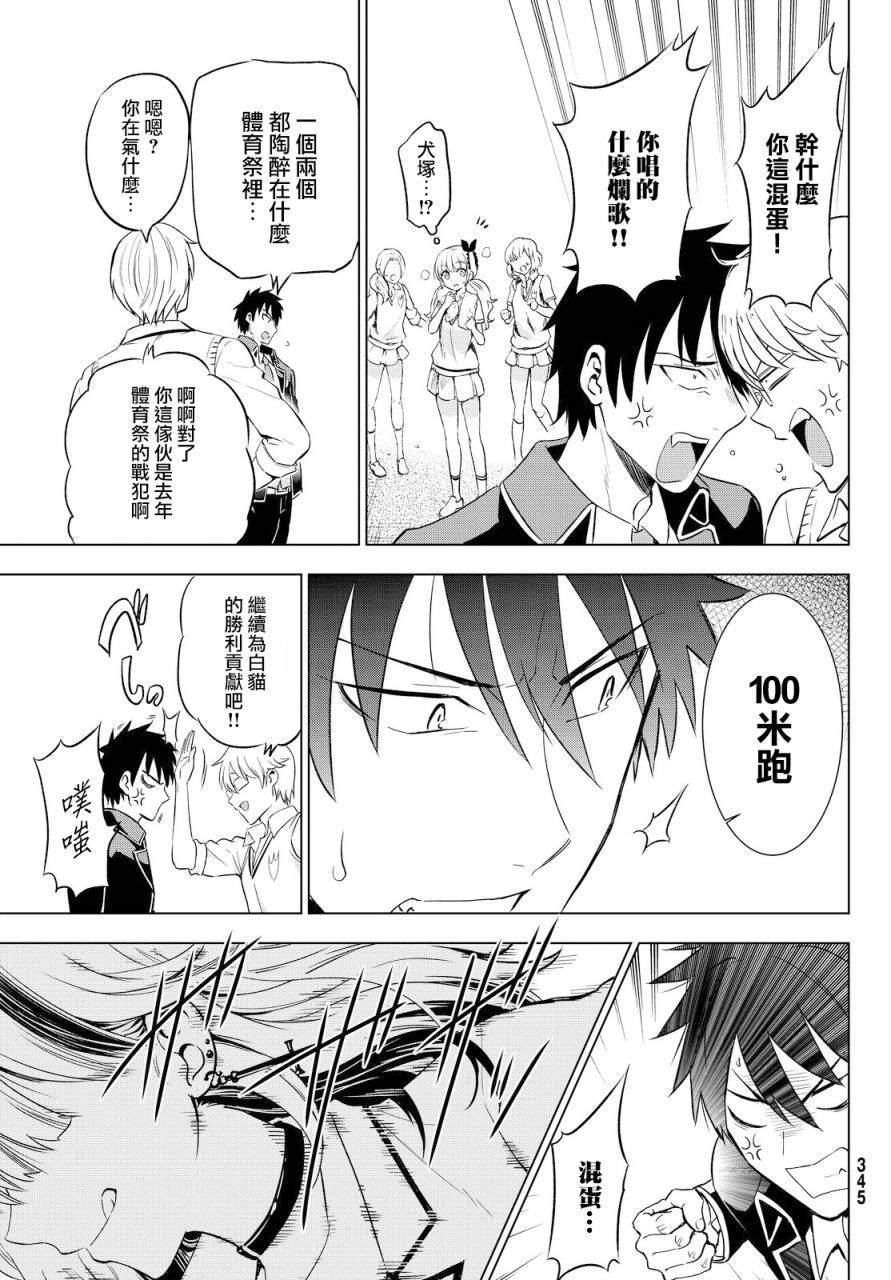 幹什麼
你這混蛋！
你唱的
什麼爛歌!!
犬塚…!?
一個兩個
都陶醉在什麼
體育祭裡…
嗯嗯?
你在氣什麼…
啊啊對了
你這傢伙是去年
體育祭的戰犯啊
100
米跑
繼續為白貓
的勝利貢獻吧!!
べしっ
噗嗤
混蛋…
345